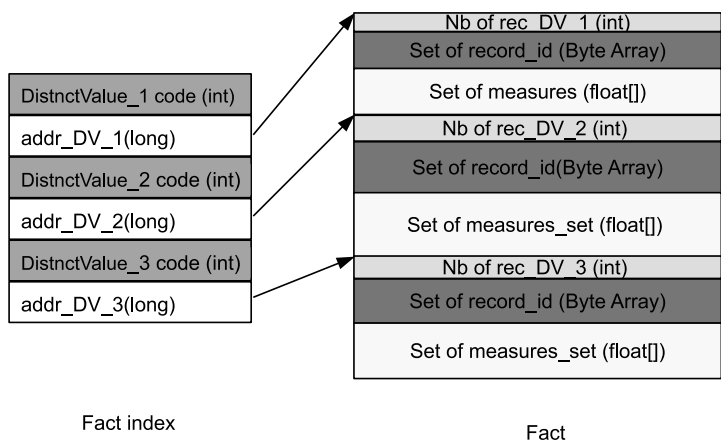 DistnctValue_1 code (int)
addr_DV_1(long)
DistnctValue_2 code (int)
addr_DV_2(long)
DistnctValue_3 code (int)
addr_DV_3(long)
Fact index
Nb of rec_DV_1 (int)
Set of record_id (Byte Array)
Set of measures (float[])
Nb of rec_DV_2 (int)
Set of record_id(Byte Array)
Set of measures_set (float[])
Nb of rec_DV_3 (int)
Set of record_id (Byte Array)
Set of measures_set (float[])
Fact